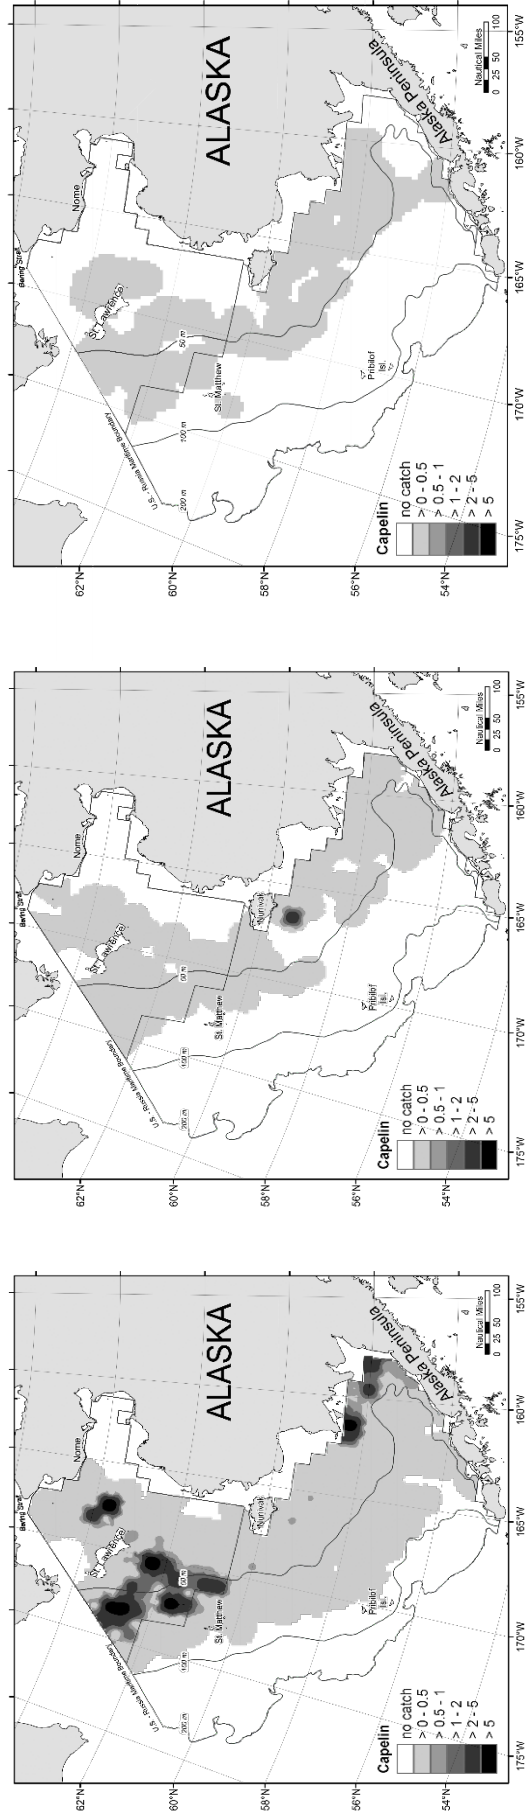 Bering Strait
Nome
62°N
U.S. - Russia Maritime Boundary
St. Lawrence
60°N
200 m
100 m
50 m
ALASKA
St. Matthew
Nunivak
58°N
56°N
Pribilof
Isl.
Capelin
no catch
> 0 - 0.5
> 0.5 - 1
> 1 - 2
> 2 - 5
> 5
54°N
Alaska Peninsula
Nautical Miles
0 25 50 100
175°W 170°W 165°W 160°W 155°W
Bering Strait
Nome
62°N
U.S. - Russia Maritime Boundary
St. Lawrence
60°N
200 m
100 m
50 m
ALASKA
St. Matthew
Nunivak
58°N
56°N
Pribilof
Isl.
Capelin
no catch
> 0 - 0.5
> 0.5 - 1
> 1 - 2
> 2 - 5
> 5
54°N
Alaska Peninsula
Nautical Miles
0 25 50 100
175°W 170°W 165°W 160°W 155°W
Bering Strait
Nome
62°N
U.S. - Russia Maritime Boundary
St. Lawrence
60°N
200 m
100 m
50 m
ALASKA
St. Matthew
58°N
56°N
Pribilof
Isl.
Capelin
no catch
> 0 - 0.5
> 0.5 - 1
> 1 - 2
> 2 - 5
> 5
54°N
Alaska Peninsula
Nautical Miles
0 25 50 100
175°W 170°W 165°W 160°W 155°W